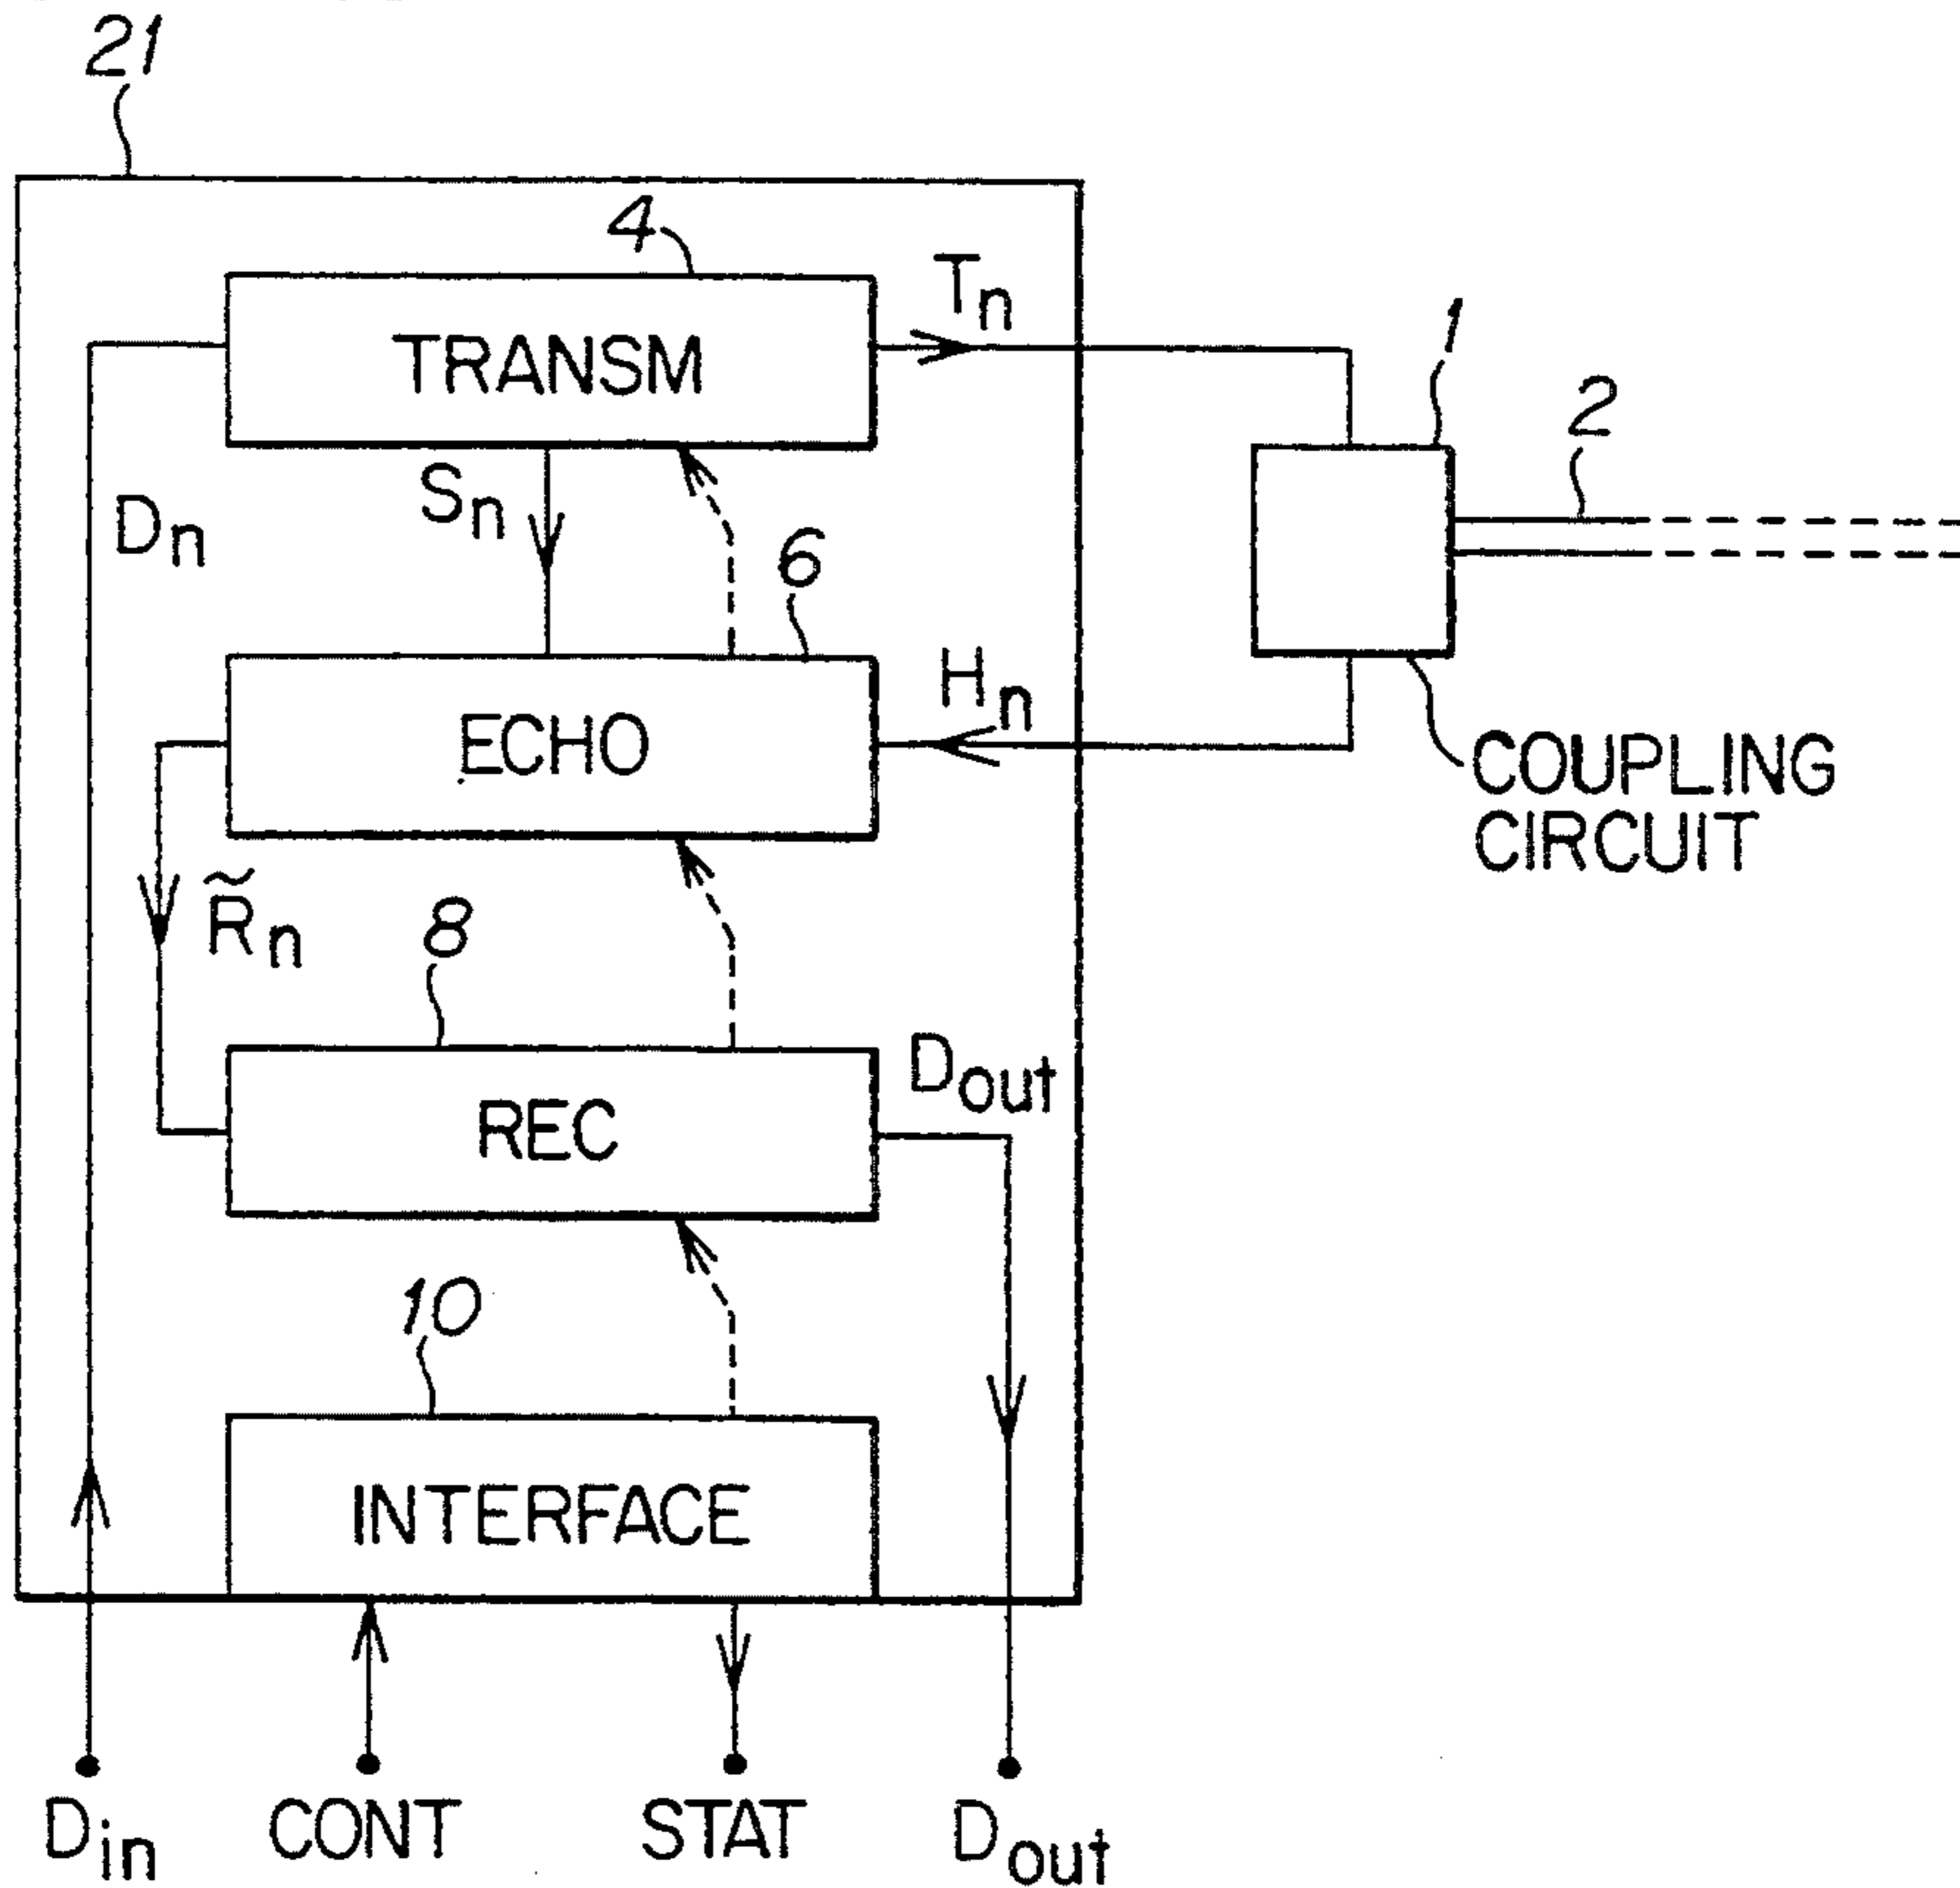 21
4
Tn
TRANSM
1
2
Dn
Sn
6
Hn
ECHO
COUPLING
CIRCUIT
R̃n
8
Dout
REC
10
INTERFACE
Din
CONT
STAT
Dout